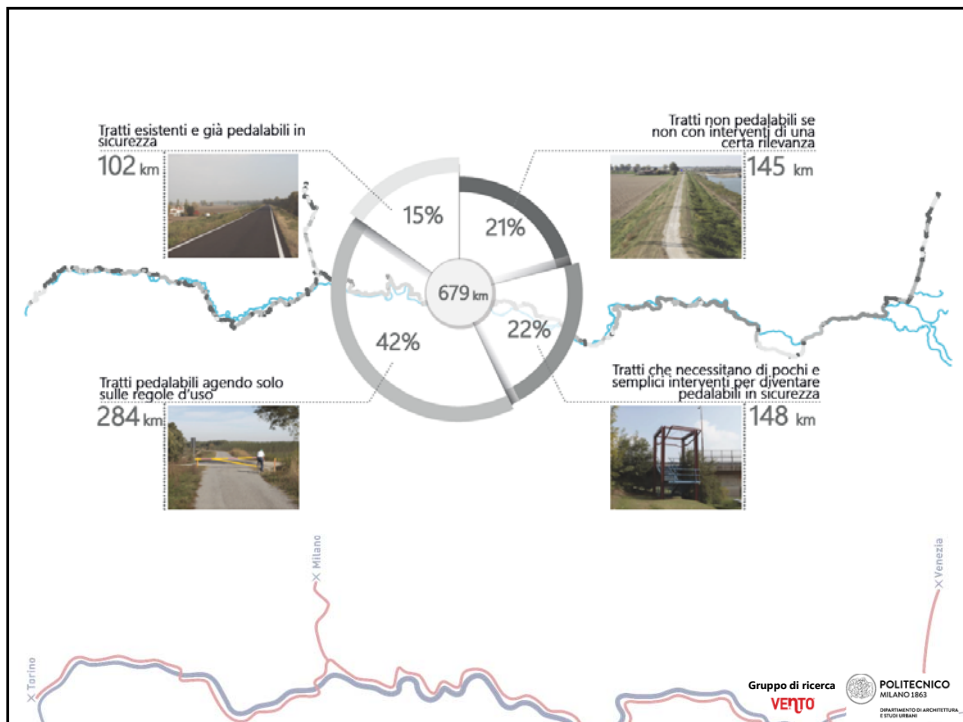 Tratti esistenti e già pedalabili in
sicurezza
102 km
Tratti non pedalabili se
non con interventi di una
certa rilevanza
145 km
15%
21%
679 km
42%
22%
Tratti pedalabili agendo solo
sulle regole d'uso
284 km
Tratti che necessitano di pochi e
semplici interventi per diventare
pedalabili in sicurezza
148 km
Milano
Venezia
Torino
Gruppo di ricerca
VENTO
POLITECNICO
MILANO 1863
DIPARTIMENTO DI ARCHITETTURA
E STUDI URBANI